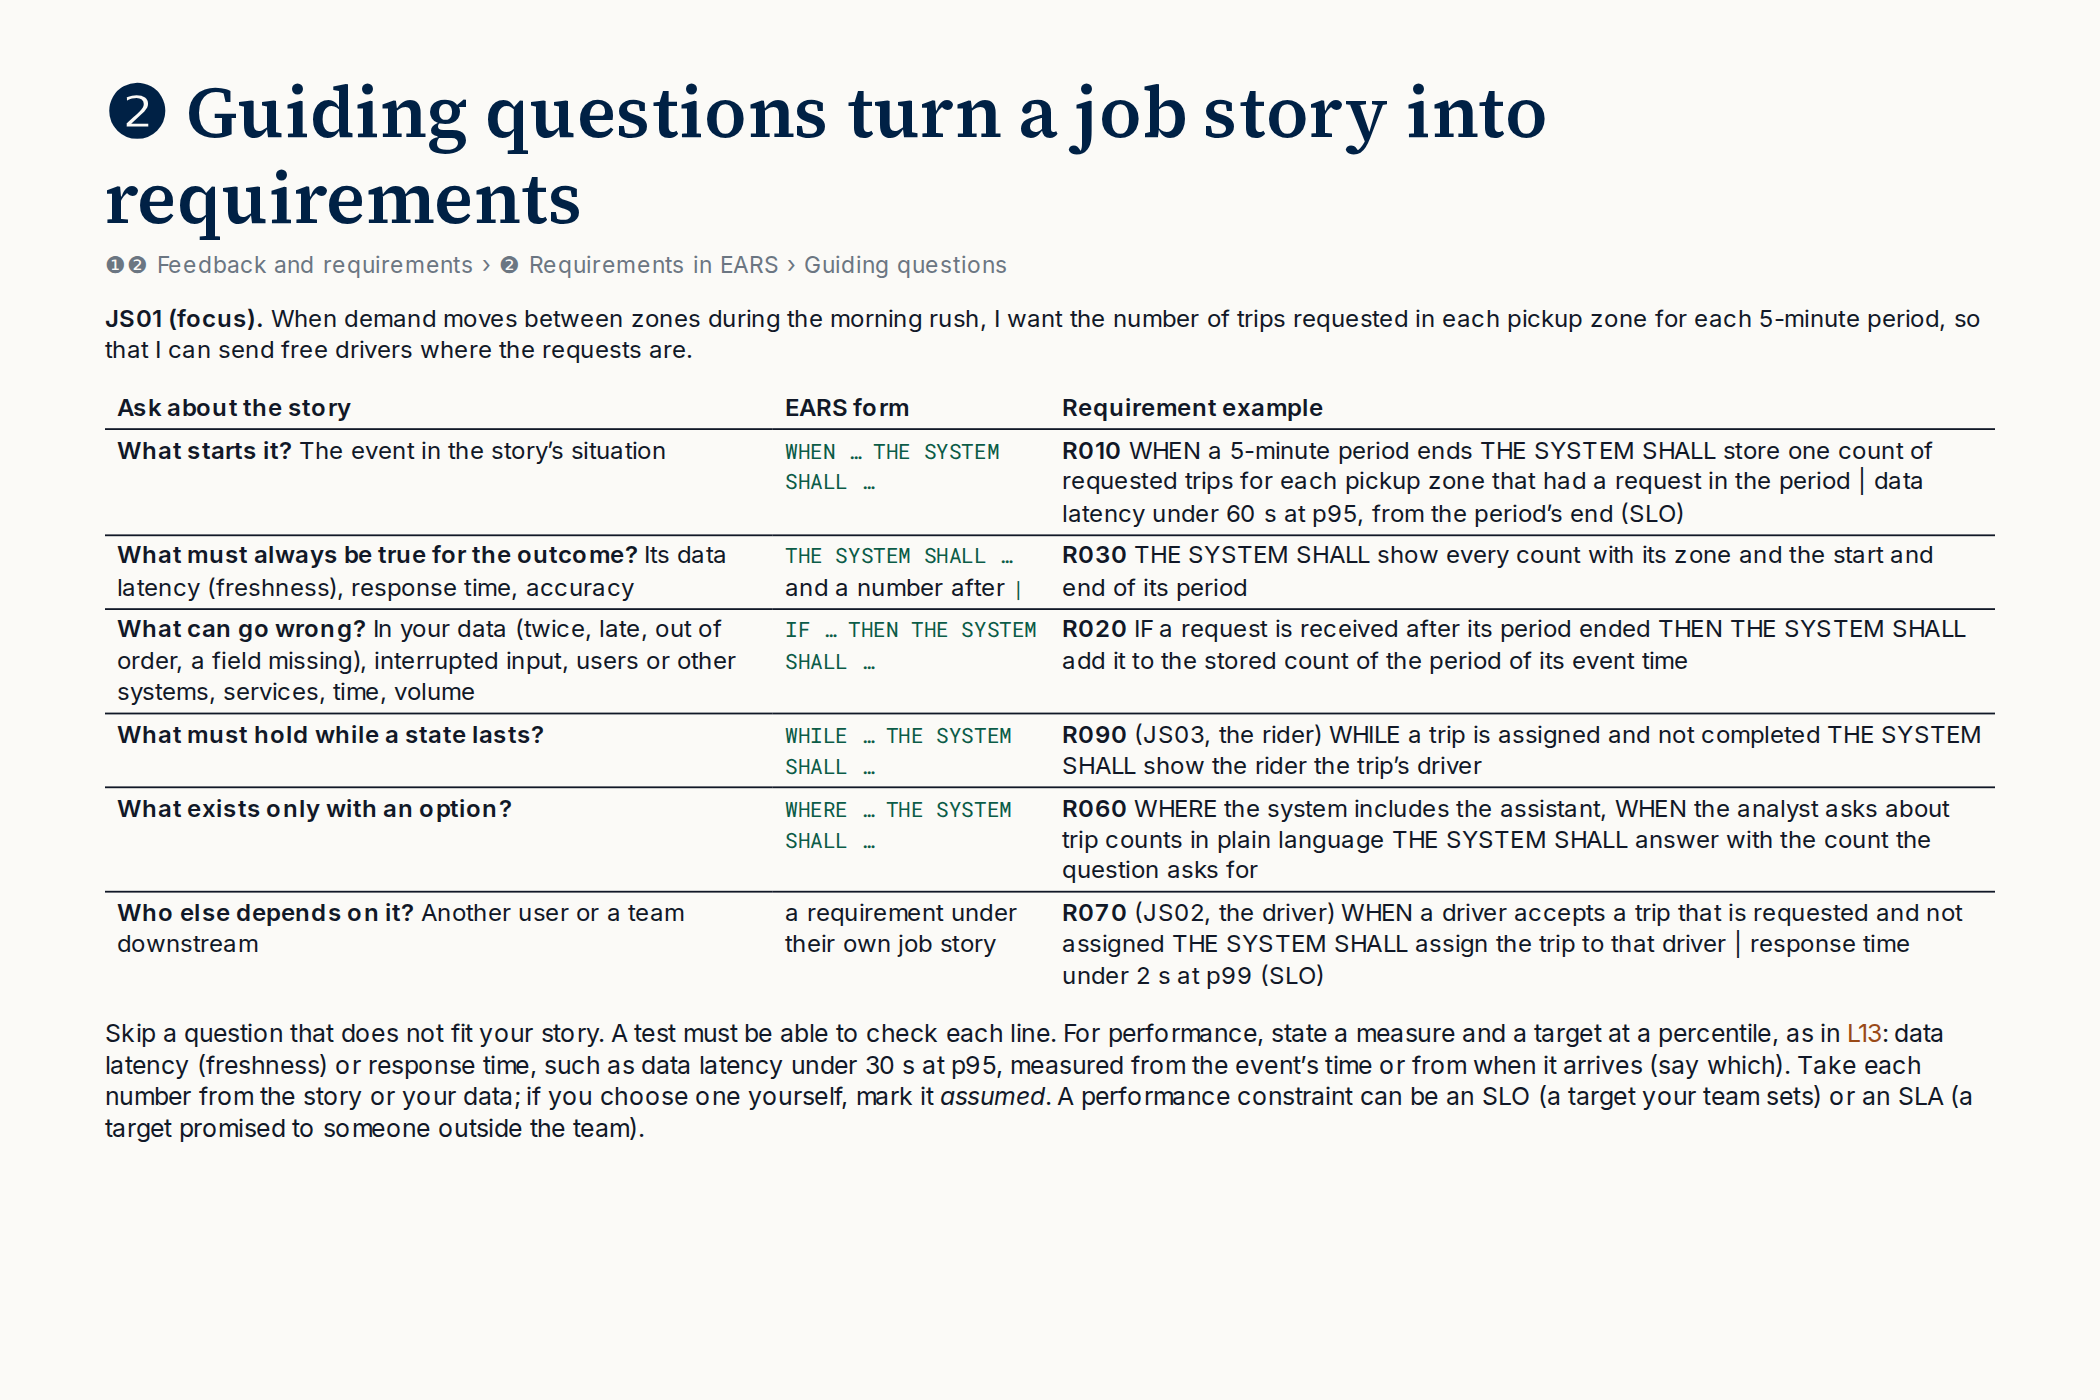 ❷ Guiding questions turn a job story into
requirements
❶❷ Feedback and requirements › ❷ Requirements in EARS › Guiding questions
JS01 (focus). When demand moves between zones during the morning rush, I want the number of trips requested in each pickup zone for each 5-minute period, so
that I can send free drivers where the requests are.
Ask about the story EARS form Requirement example
What starts it? The event in the story’s situation
WHEN … THE SYSTEM
SHALL …
R010 WHEN a 5-minute period ends THE SYSTEM SHALL store one count of
requested trips for each pickup zone that had a request in the period | data
latency under 60 s at p95, from the period’s end (SLO)
What must always be true for the outcome? Its data
latency (freshness), response time, accuracy
THE SYSTEM SHALL …
and a number after |
R030 THE SYSTEM SHALL show every count with its zone and the start and
end of its period
What can go wrong? In your data (twice, late, out of
order, a field missing), interrupted input, users or other
systems, services, time, volume
IF … THEN THE SYSTEM
SHALL …
R020 IF a request is received after its period ended THEN THE SYSTEM SHALL
add it to the stored count of the period of its event time
What must hold while a state lasts?
WHILE … THE SYSTEM
SHALL …
R090 (JS03, the rider) WHILE a trip is assigned and not completed THE SYSTEM
SHALL show the rider the trip’s driver
What exists only with an option?
WHERE … THE SYSTEM
SHALL …
R060 WHERE the system includes the assistant, WHEN the analyst asks about
trip counts in plain language THE SYSTEM SHALL answer with the count the
question asks for
Who else depends on it? Another user or a team
downstream
a requirement under
their own job story
R070 (JS02, the driver) WHEN a driver accepts a trip that is requested and not
assigned THE SYSTEM SHALL assign the trip to that driver | response time
under 2 s at p99 (SLO)
Skip a question that does not fit your story. A test must be able to check each line. For performance, state a measure and a target at a percentile, as in L13: data
latency (freshness) or response time, such as data latency under 30 s at p95, measured from the event’s time or from when it arrives (say which). Take each
number from the story or your data; if you choose one yourself, mark it assumed. A performance constraint can be an SLO (a target your team sets) or an SLA (a
target promised to someone outside the team).